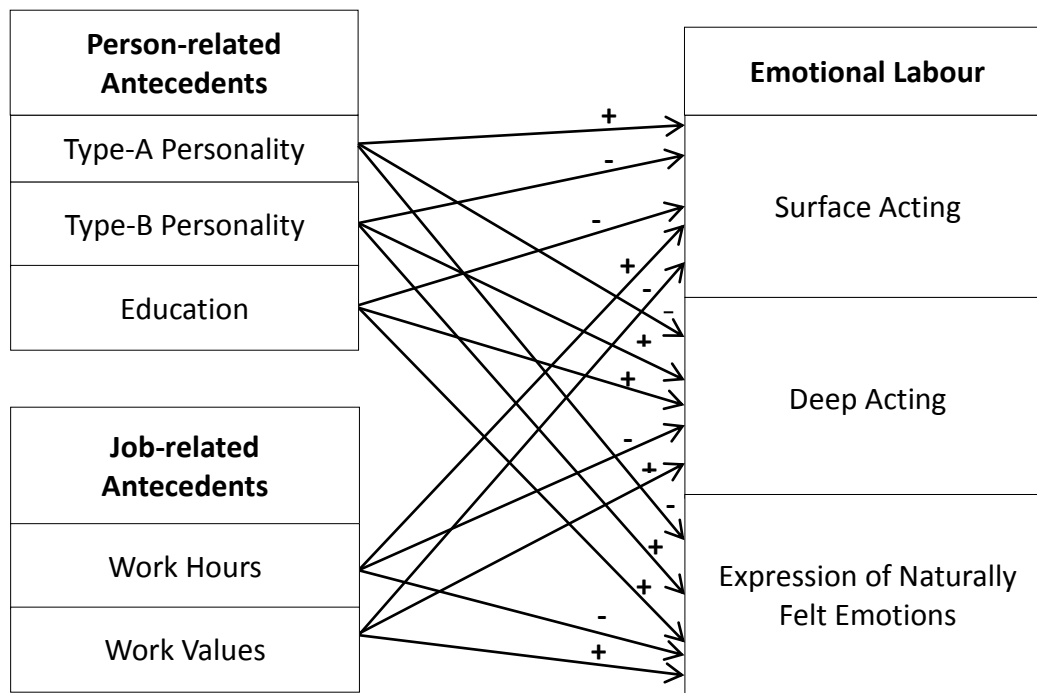 Person-related
Antecedents
Type-A Personality
Type-B Personality
Education
Job-related
Antecedents
Work Hours
Work Values
+
-
-
+
-
-
+
+
-
+
-
+
+
-
+
Emotional Labour
Surface Acting
Deep Acting
Expression of Naturally
Felt Emotions